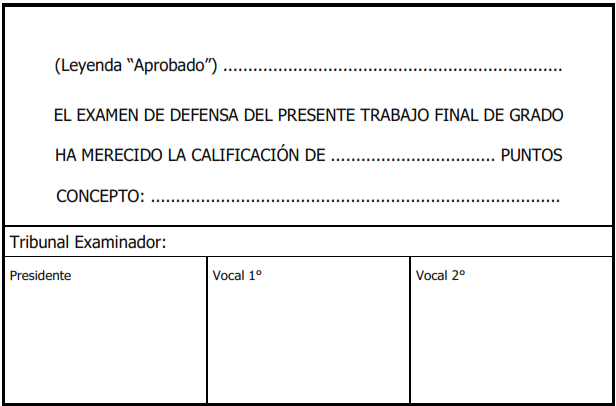 (Leyenda “Aprobado”) ....................................................................
EL EXAMEN DE DEFENSA DEL PRESENTE TRABAJO FINAL DE GRADO
HA MERECIDO LA CALIFICACIÓN DE ................................. PUNTOS
CONCEPTO: ..................................................................................
Tribunal Examinador:
Presidente
Vocal 1°
Vocal 2°